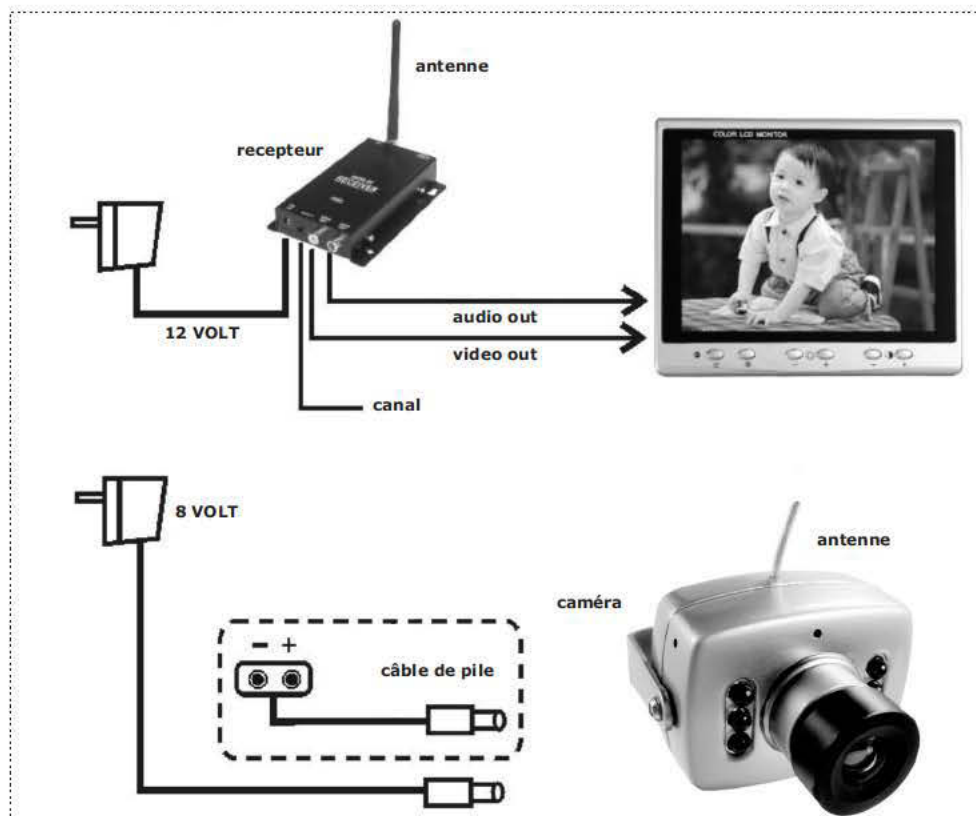 antenne
recepteur
RECEIVER
COLOR LCD MONITOR
12 VOLT
audio out
video out
canal
8 VOLT
antenne
caméra
- +
câble de pile